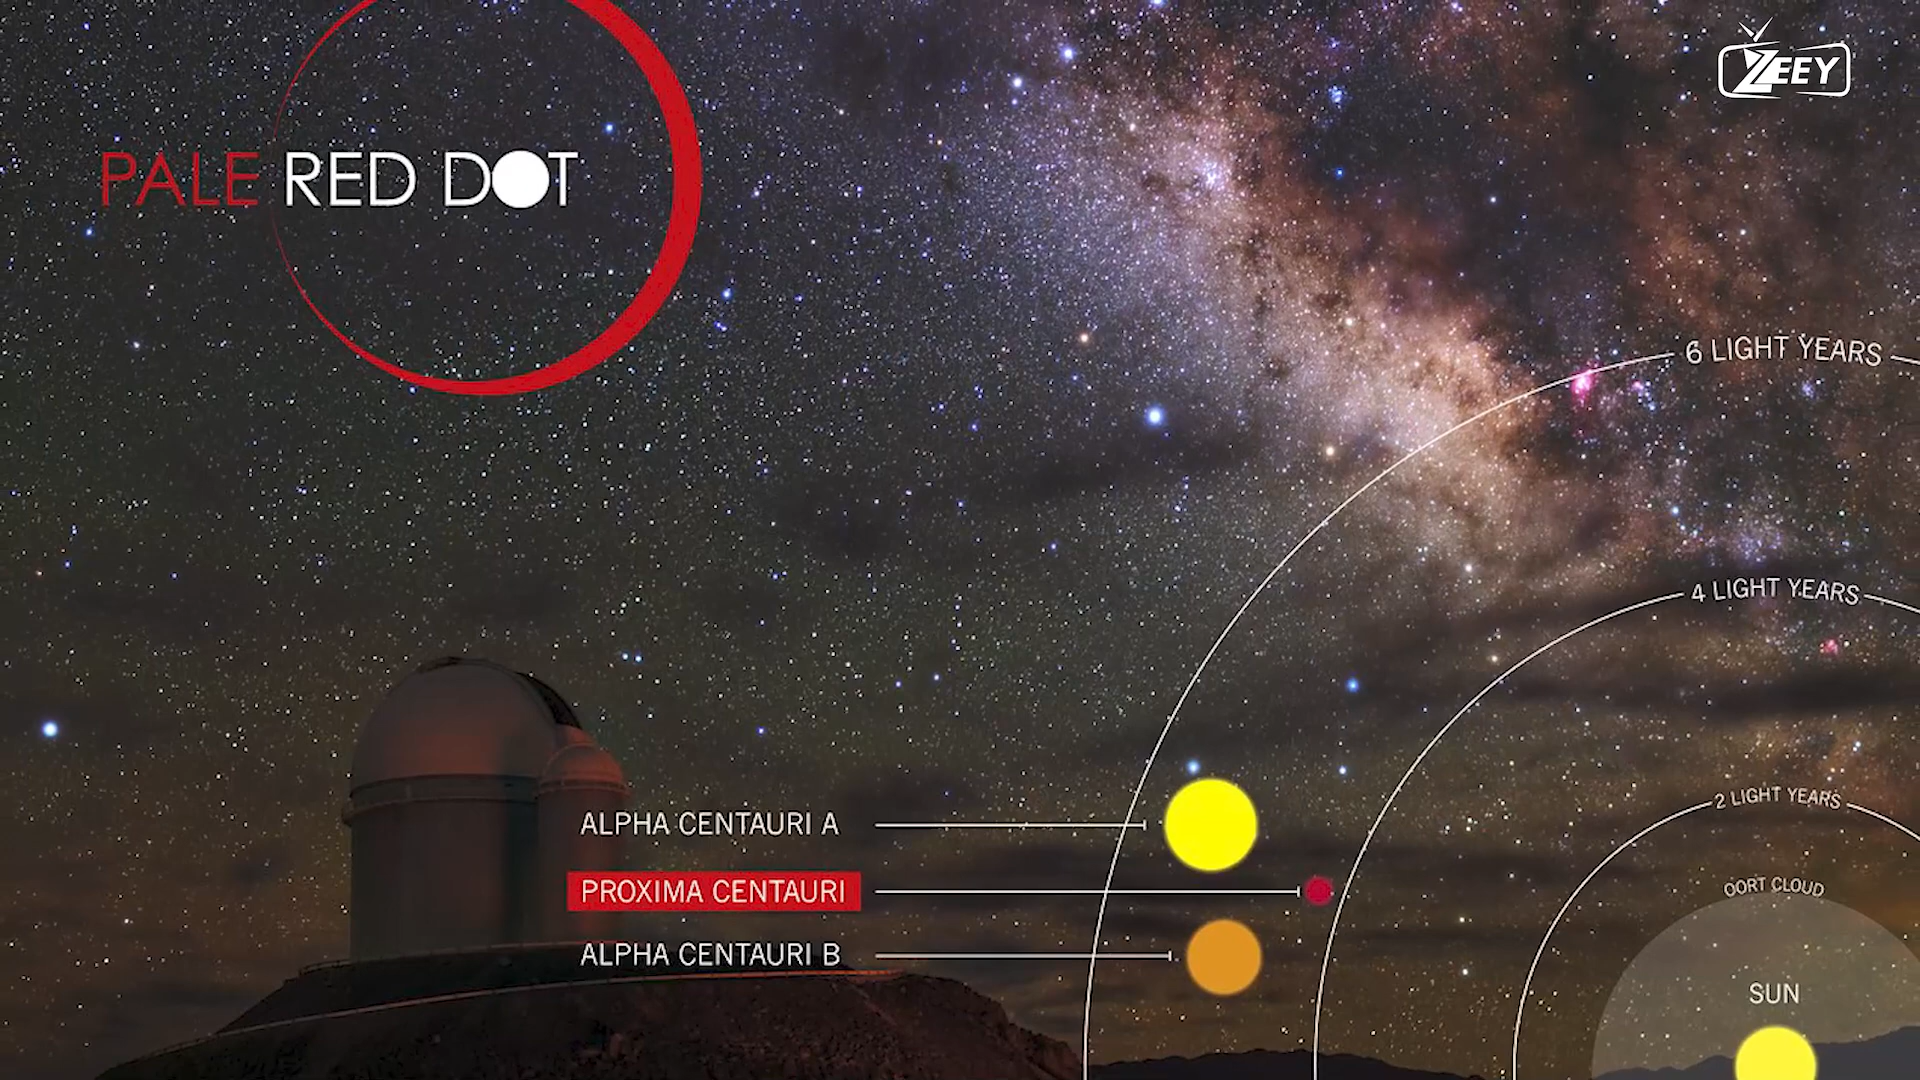 ZEEY
PALE RED DOT
6 LIGHT YEARS
4 LIGHT YEARS
2 LIGHT YEARS
ALPHA CENTAURI A
PROXIMA CENTAURI
OORT CLOUD
ALPHA CENTAURI B
SUN